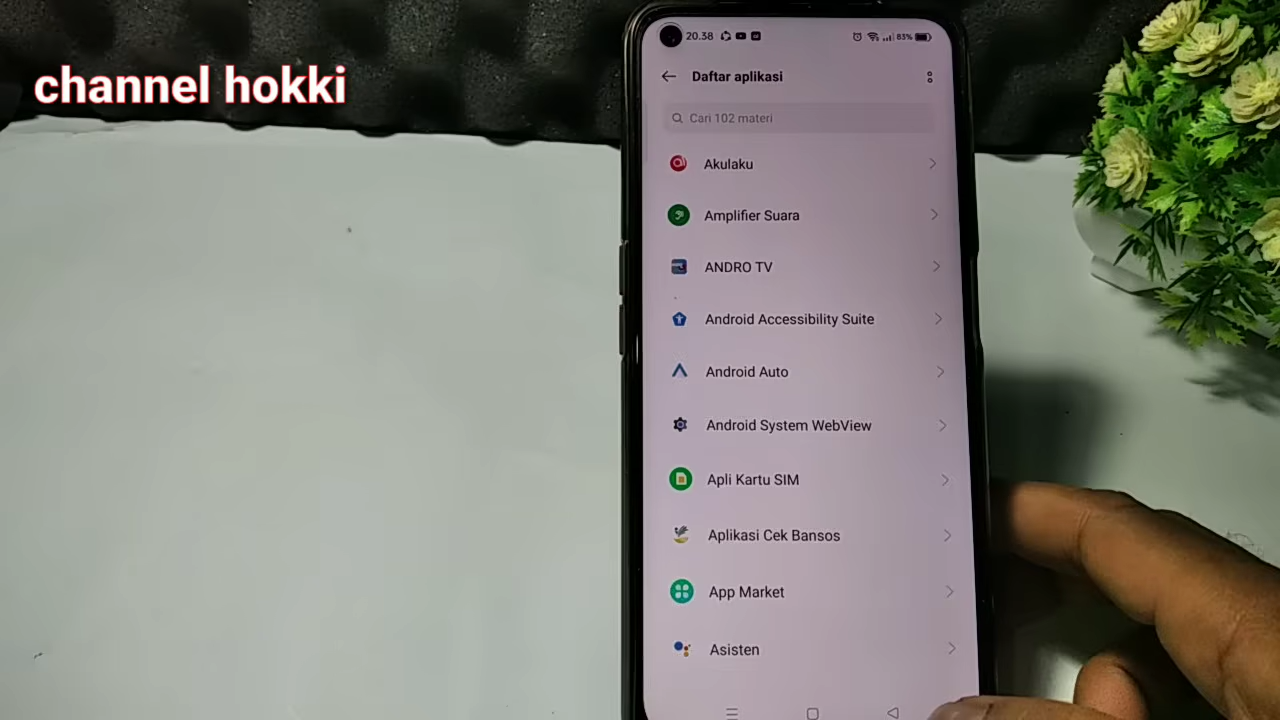 channel hokki
20.38
83%
Daftar aplikasi
Cari 102 materi
Akulaku
Amplifier Suara
ANDRO TV
Android Accessibility Suite
Android Auto
Android System WebView
Apli Kartu SIM
Aplikasi Cek Bansos
App Market
Asisten